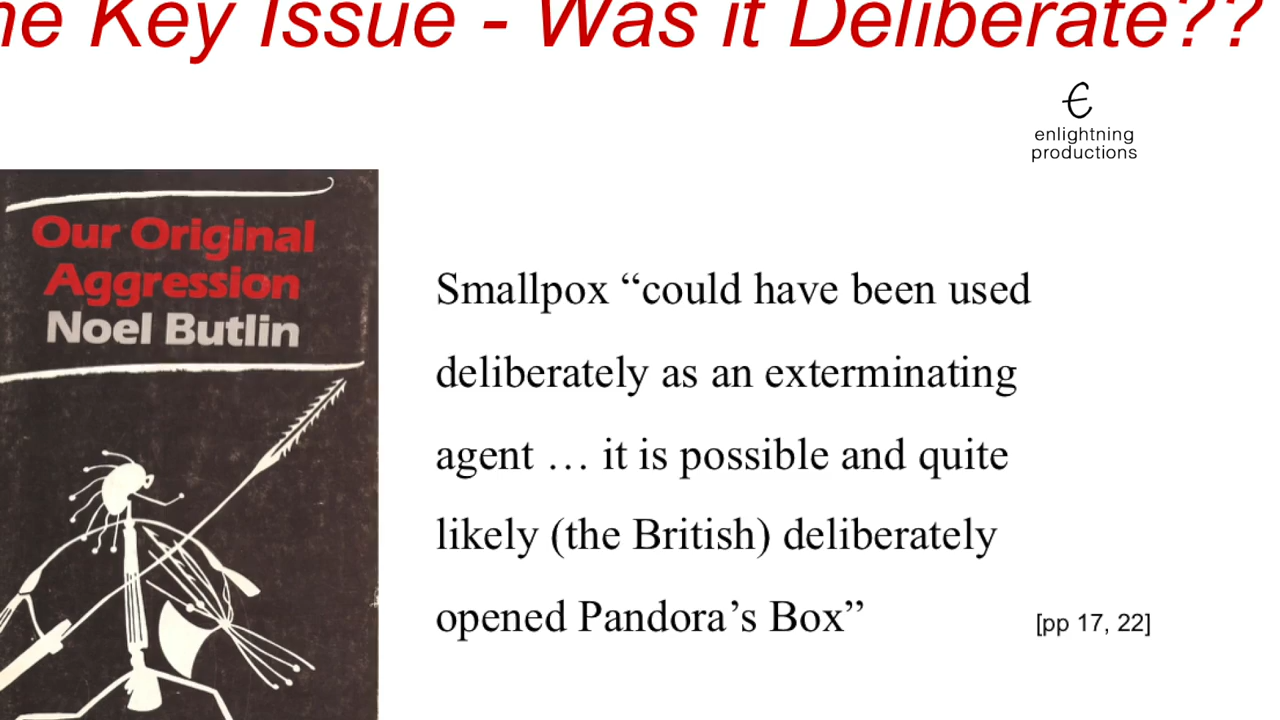 he Key Issue - Was it Deliberate??
enlightning
productions
Our Original
Aggression
Noel Butlin
Smallpox “could have been used
deliberately as an exterminating
agent … it is possible and quite
likely (the British) deliberately
opened Pandora’s Box”
[pp 17, 22]